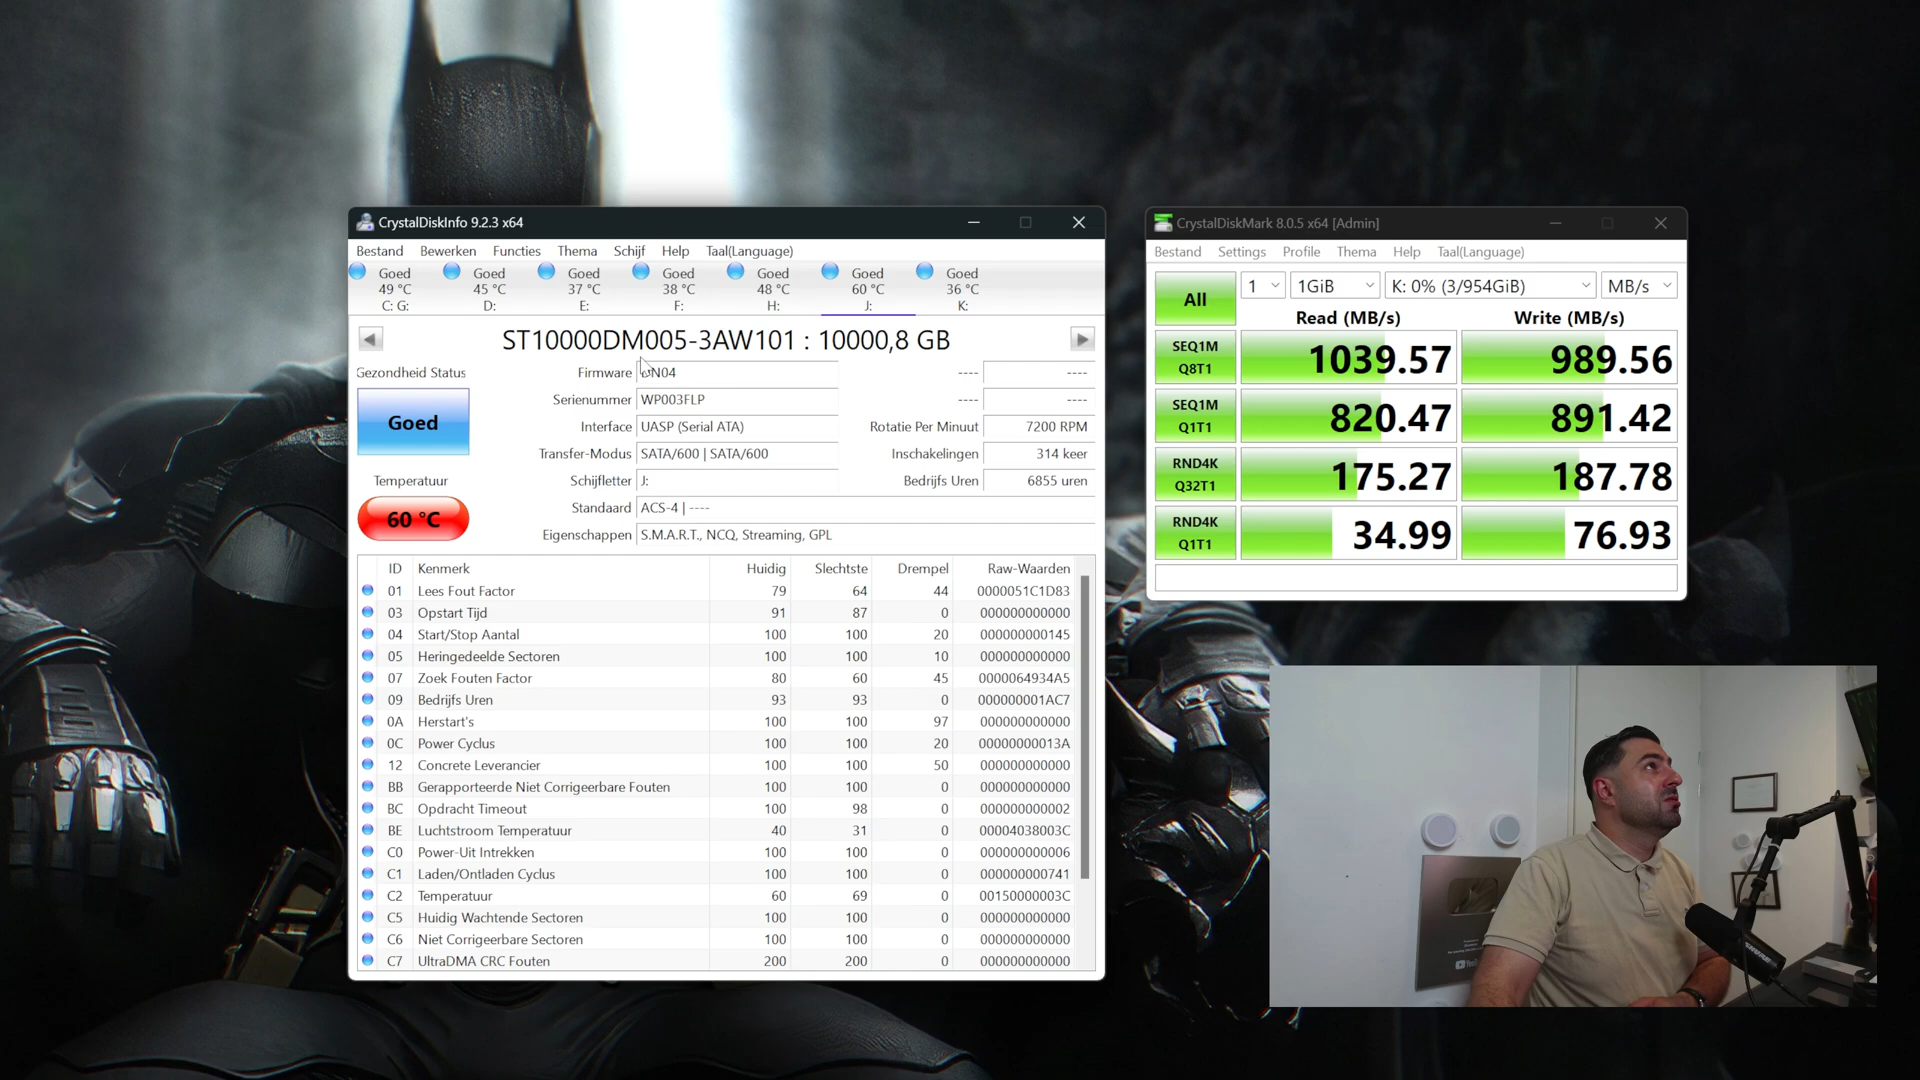 CrystalDiskInfo 9.2.3 x64
Bestand Bewerken Functies Thema Schijf Help Taal(Language)
Goed Goed Goed Goed Goed Goed Goed
49 °C 45 °C 37 °C 38 °C 48 °C 60 °C 36 °C
C: G: D: E: F: H: J: K:
ST10000DM005-3AW101 : 10000,8 GB
Gezondheid Status
Goed
Temperatuur
60 °C
Firmware N04 ---- ----
Serienummer WP003FLP ---- ----
Interface UASP (Serial ATA) Rotatie Per Minuut 7200 RPM
Transfer-Modus SATA/600 | SATA/600 Inschakelingen 314 keer
Schijfletter J: Bedrijfs Uren 6855 uren
Standaard ACS-4 | ----
Eigenschappen S.M.A.R.T., NCQ, Streaming, GPL
ID Kenmerk Huidig Slechtste Drempel Raw-Waarden
01 Lees Fout Factor 79 64 44 0000051C1D83
03 Opstart Tijd 91 87 0 000000000000
04 Start/Stop Aantal 100 100 20 000000000145
05 Heringedeelde Sectoren 100 100 10 000000000000
07 Zoek Fouten Factor 80 60 45 0000064934A5
09 Bedrijfs Uren 93 93 0 000000001AC7
0A Herstart's 100 100 97 000000000000
0C Power Cyclus 100 100 20 00000000013A
12 Concrete Leverancier 100 100 50 000000000000
BB Gerapporteerde Niet Corrigeerbare Fouten 100 100 0 000000000000
BC Opdracht Timeout 100 98 0 000000000002
BE Luchtstroom Temperatuur 40 31 0 00004038003C
C0 Power-Uit Intrekken 100 100 0 000000000006
C1 Laden/Ontladen Cyclus 100 100 0 000000000741
C2 Temperatuur 60 69 0 00150000003C
C5 Huidig Wachtende Sectoren 100 100 0 000000000000
C6 Niet Corrigeerbare Sectoren 100 100 0 000000000000
C7 UltraDMA CRC Fouten 200 200 0 000000000000
CrystalDiskMark 8.0.5 x64 [Admin]
Bestand Settings Profile Thema Help Taal(Language)
All 1 1GiB K: 0% (3/954GiB) MB/s
Read (MB/s) Write (MB/s)
SEQ1M
Q8T1 1039.57 989.56
SEQ1M
Q1T1 820.47 891.42
RND4K
Q32T1 175.27 187.78
RND4K
Q1T1 34.99 76.93
SHURE